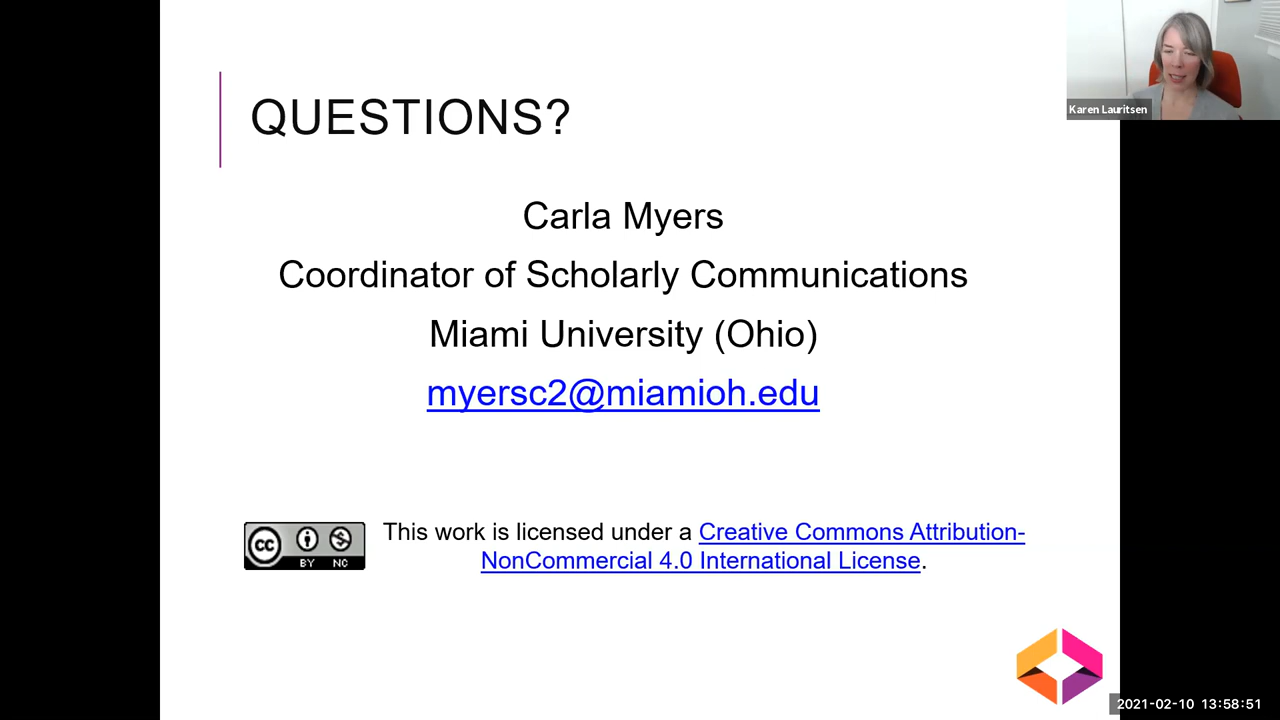 Karen Lauritsen
QUESTIONS?
Carla Myers
Coordinator of Scholarly Communications
Miami University (Ohio)
myersc2@miamioh.edu
cc BY NC
This work is licensed under a Creative Commons Attribution-
NonCommercial 4.0 International License.
2021-02-10 13:58:51